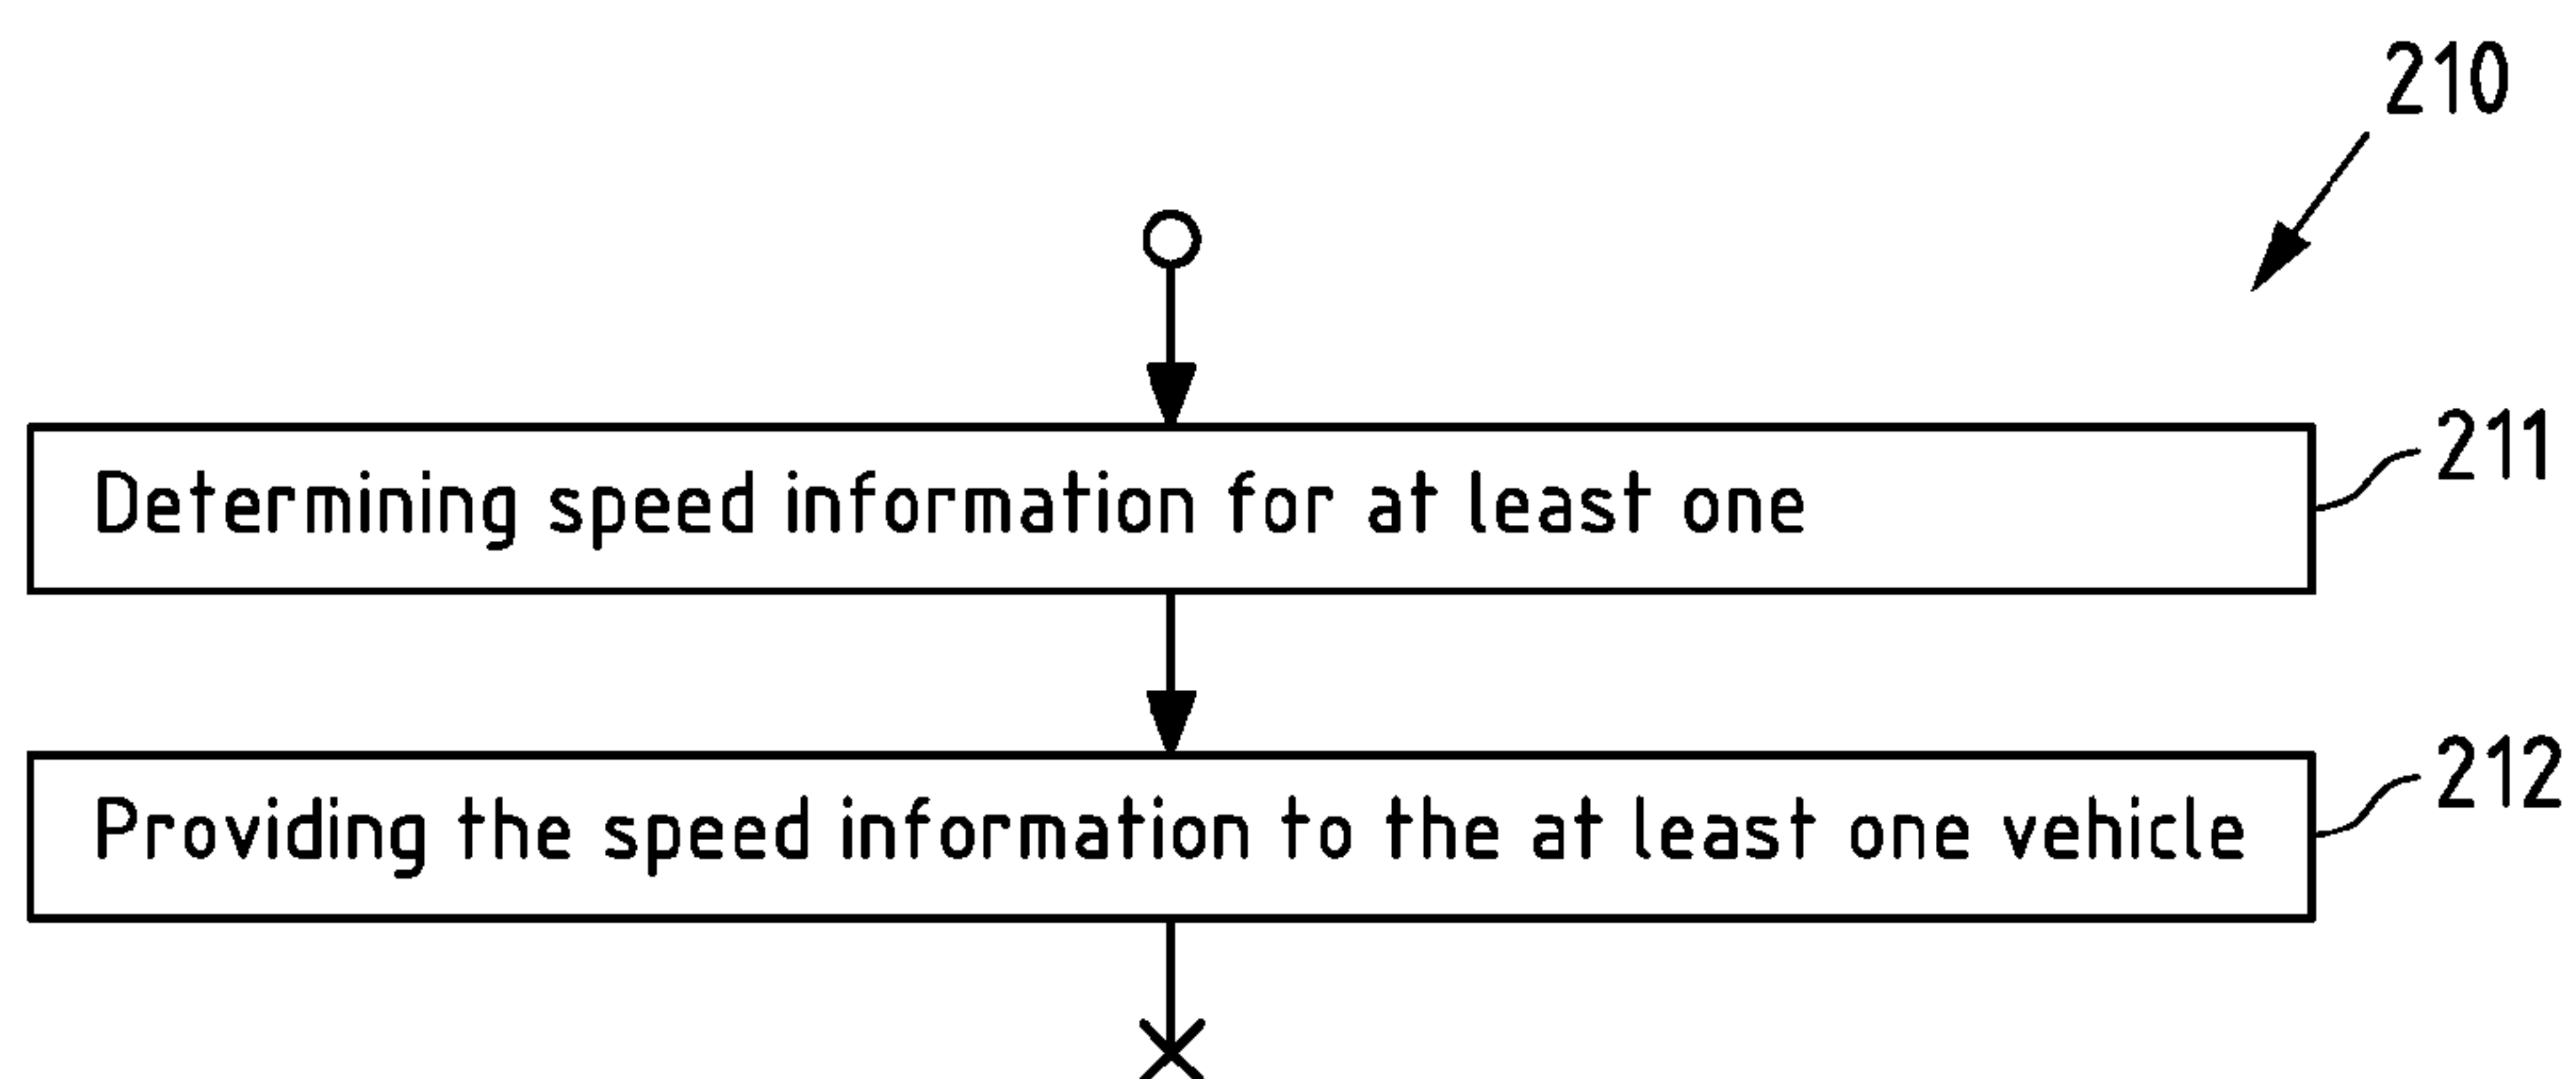 210
Determining speed information for at least one
211
Providing the speed information to the at least one vehicle
212